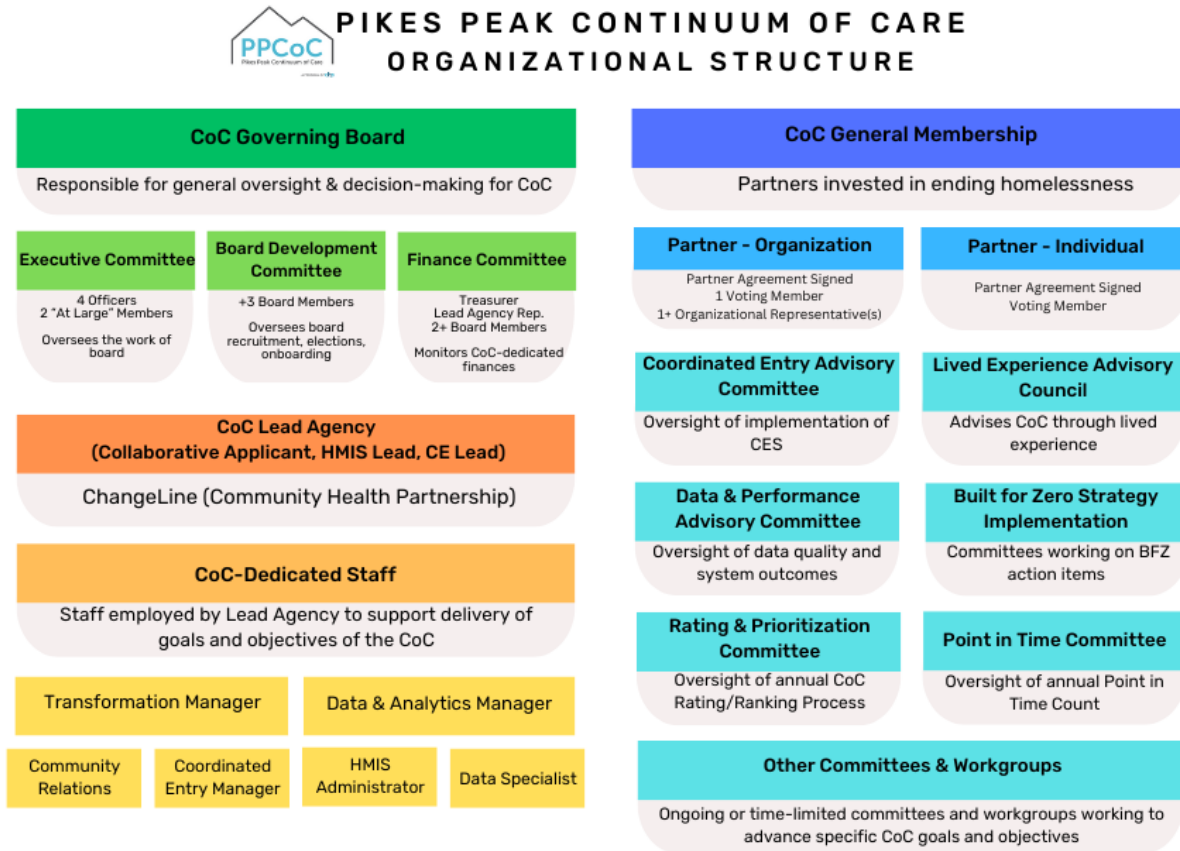 PIKES PEAK CONTINUUM OF CARE
ORGANIZATIONAL STRUCTURE
PPCoC
Pikes Peak Continuum of Care
CoC Governing Board
Responsible for general oversight & decision-making for CoC
Executive Committee
4 Officers
2 "At Large" Members
Oversees the work of
board
Board Development
Committee
+3 Board Members
Oversees board
recruitment, elections,
onboarding
Finance Committee
Treasurer
Lead Agency Rep.
2+ Board Members
Monitors CoC-dedicated
finances
CoC Lead Agency
(Collaborative Applicant, HMIS Lead, CE Lead)
ChangeLine (Community Health Partnership)
CoC-Dedicated Staff
Staff employed by Lead Agency to support delivery of
goals and objectives of the CoC
Transformation Manager
Data & Analytics Manager
Community
Relations
Coordinated
Entry Manager
HMIS
Administrator
Data Specialist
CoC General Membership
Partners invested in ending homelessness
Partner - Organization
Partner Agreement Signed
1 Voting Member
1+ Organizational Representative(s)
Partner - Individual
Partner Agreement Signed
Voting Member
Coordinated Entry Advisory
Committee
Oversight of implementation of
CES
Lived Experience Advisory
Council
Advises CoC through lived
experience
Data & Performance
Advisory Committee
Oversight of data quality and
system outcomes
Built for Zero Strategy
Implementation
Committees working on BFZ
action items
Rating & Prioritization
Committee
Oversight of annual CoC
Rating/Ranking Process
Point in Time Committee
Oversight of annual Point in
Time Count
Other Committees & Workgroups
Ongoing or time-limited committees and workgroups working to
advance specific CoC goals and objectives